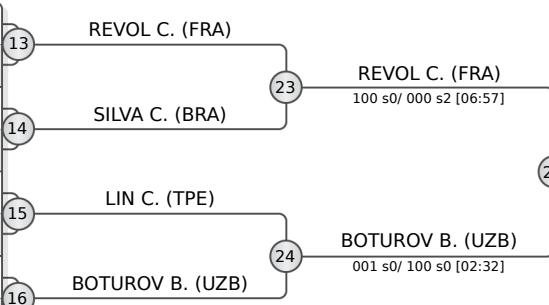 REVOL C. (FRA)
13
23
REVOL C. (FRA)
100 s0/ 000 s2 [06:57]
SILVA C. (BRA)
14
LIN C. (TPE)
15
24
BOTUROV B. (UZB)
001 s0/ 100 s0 [02:32]
BOTUROV B. (UZB)
16